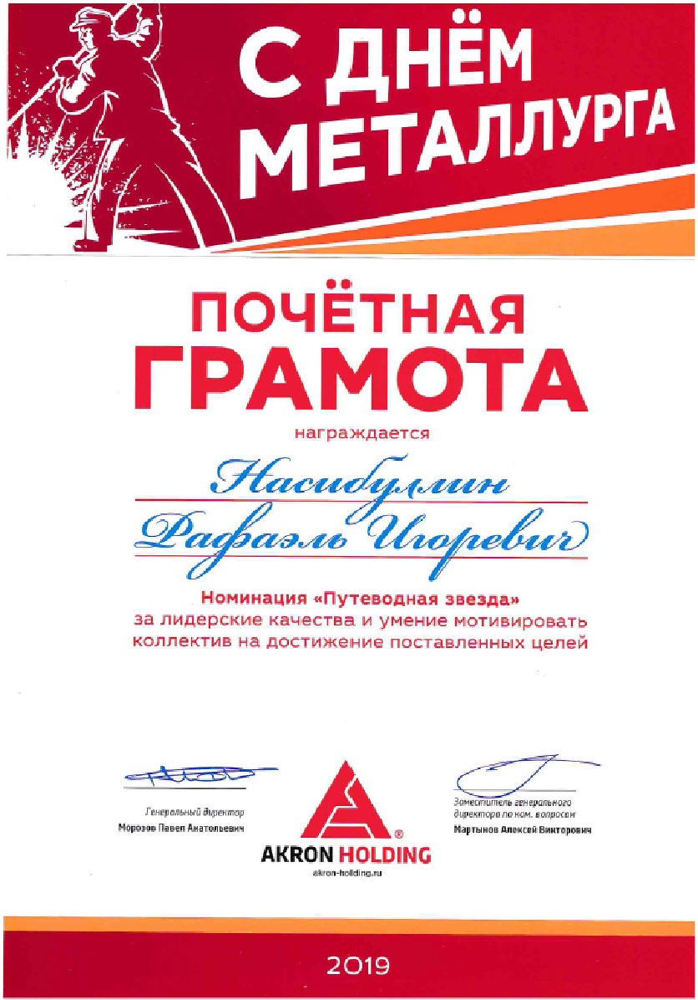 С ДНЁМ
МЕТАЛЛУРГА
ПОЧЁТНАЯ
ГРАМОТА
награждается
Насибуллин
Рафаэль Игоревич
Номинация «Путеводная звезда»
за лидерские качества и умение мотивировать
коллектив на достижение поставленных целей
Генеральный директор
Морозов Павел Анатольевич
Заместитель генерального
директора по ком. вопросам
Мартынов Алексей Викторович
®
AKRON HOLDING
akron-holding.ru
2019